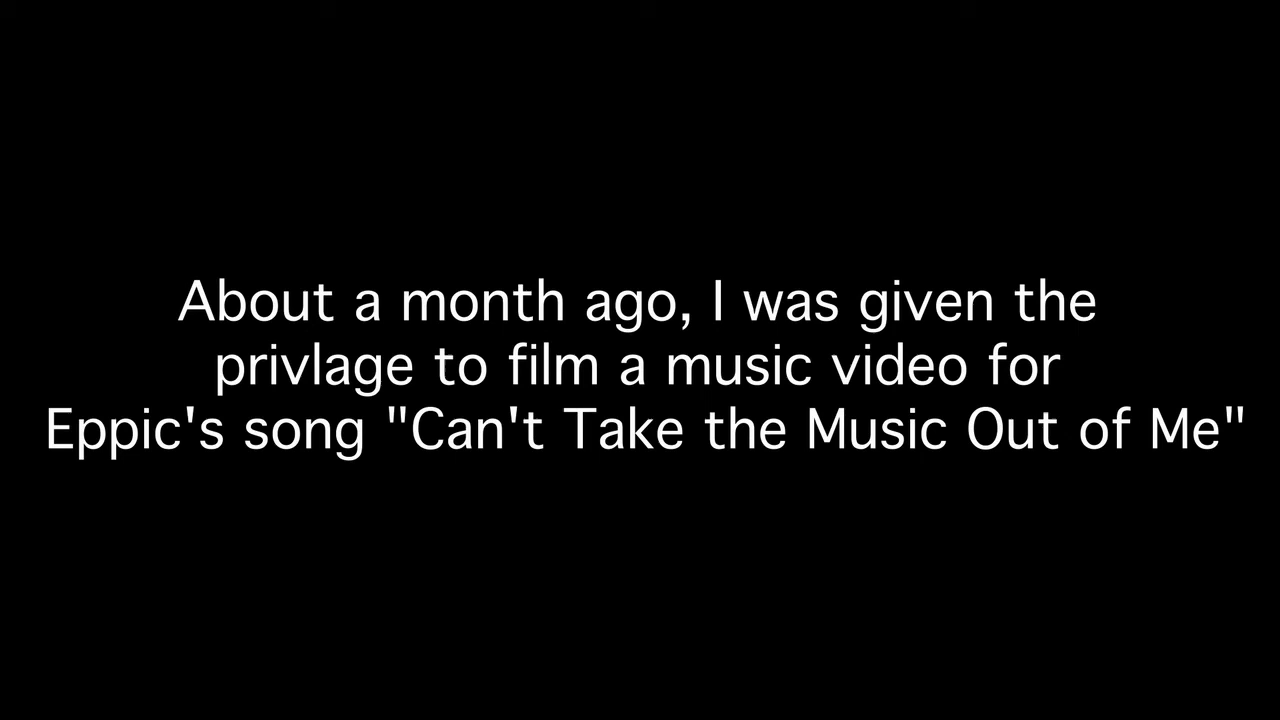 About a month ago, I was given the
privlage to film a music video for
Eppic's song "Can't Take the Music Out of Me"